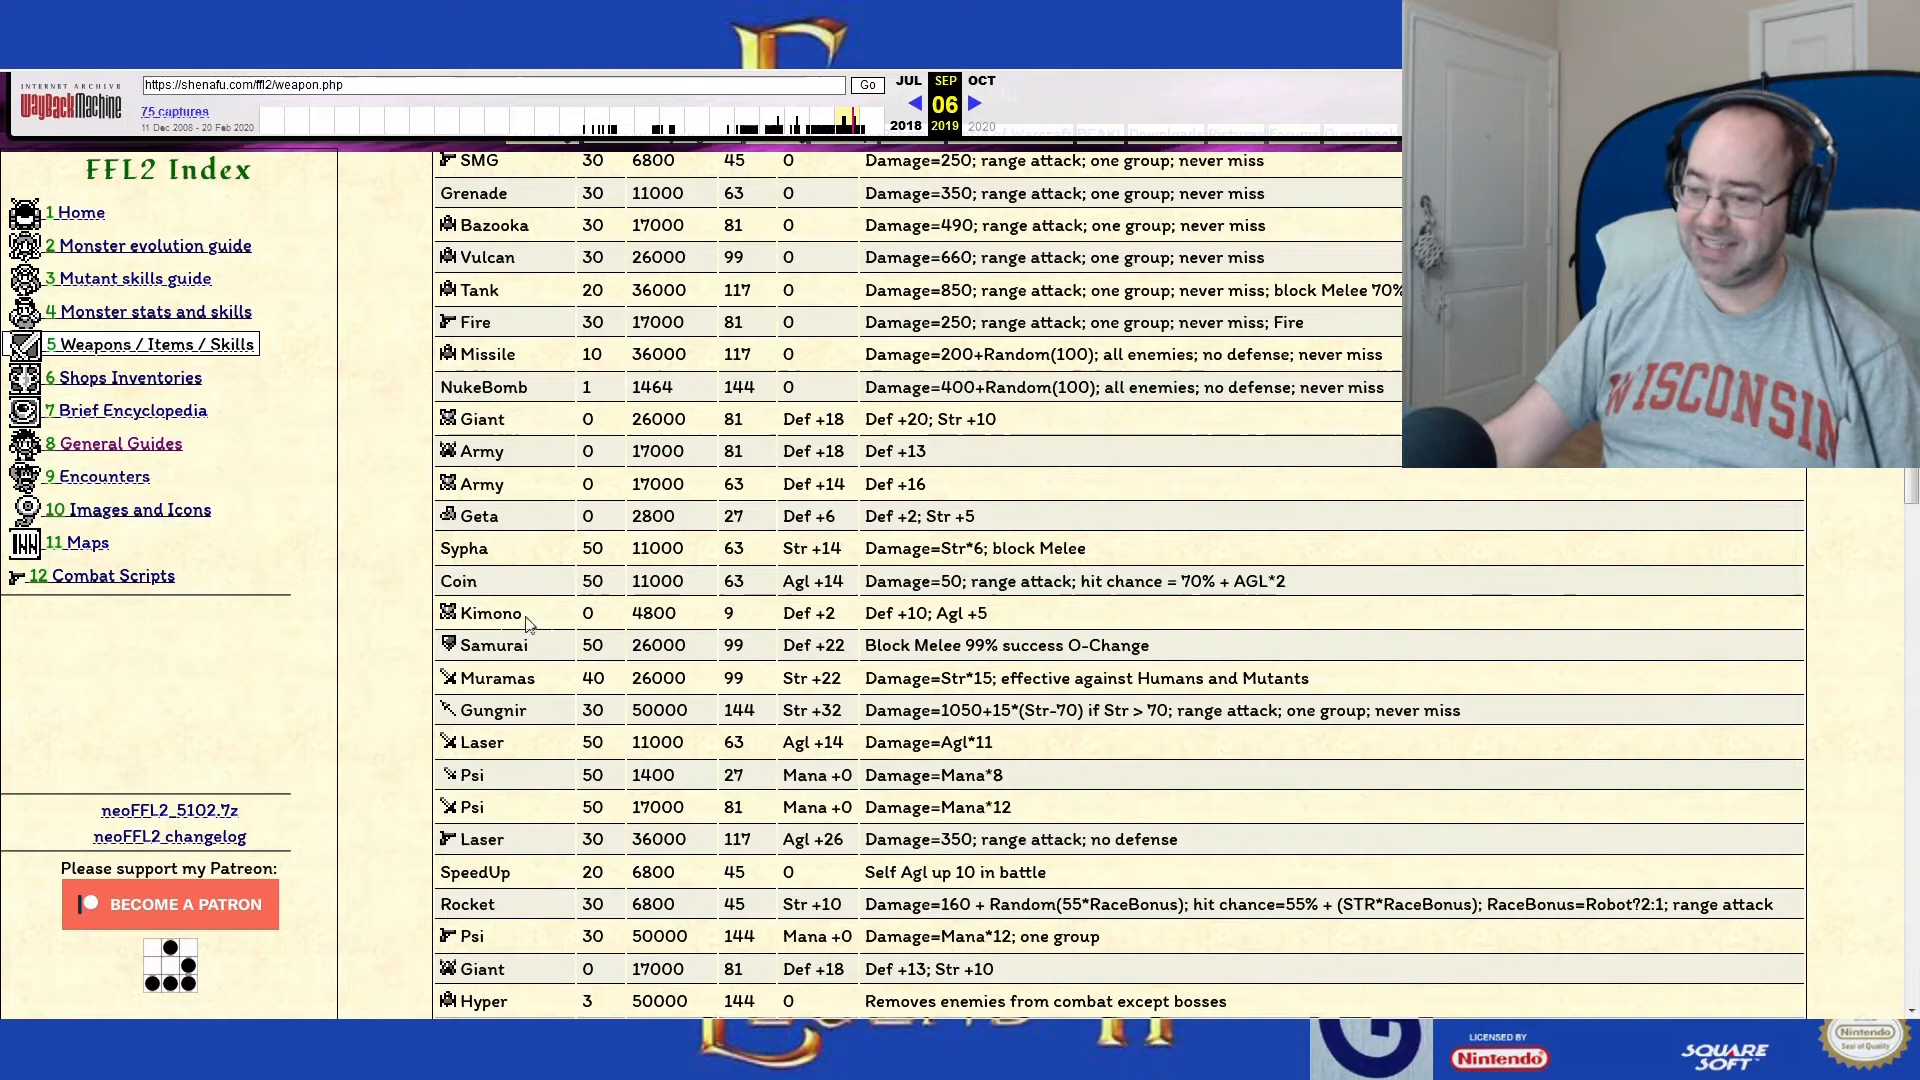 INTERNET ARCHIVE
WayBackMachine
https://shenafu.com/ffl2/weapon.php
Go
JUL SEP OCT
75 captures
06
11 Dec 2008 - 20 Feb 2020
2018 2019 2020
FFL2 Index
1 Home
2 Monster evolution guide
3 Mutant skills guide
4 Monster stats and skills
5 Weapons / Items / Skills
6 Shops Inventories
7 Brief Encyclopedia
8 General Guides
9 Encounters
10 Images and Icons
11 Maps
12 Combat Scripts
neoFFL2_5102.7z
neoFFL2 changelog
Please support my Patreon:
BECOME A PATRON
SMG 30 6800 45 0 Damage=250; range attack; one group; never miss
Grenade 30 11000 63 0 Damage=350; range attack; one group; never miss
Bazooka 30 17000 81 0 Damage=490; range attack; one group; never miss
Vulcan 30 26000 99 0 Damage=660; range attack; one group; never miss
Tank 20 36000 117 0 Damage=850; range attack; one group; never miss; block Melee 70%
Fire 30 17000 81 0 Damage=250; range attack; one group; never miss; Fire
Missile 10 36000 117 0 Damage=200+Random(100); all enemies; no defense; never miss
NukeBomb 1 1464 144 0 Damage=400+Random(100); all enemies; no defense; never miss
Giant 0 26000 81 Def +18 Def +20; Str +10
Army 0 17000 81 Def +18 Def +13
Army 0 17000 63 Def +14 Def +16
Geta 0 2800 27 Def +6 Def +2; Str +5
Sypha 50 11000 63 Str +14 Damage=Str*6; block Melee
Coin 50 11000 63 Agl +14 Damage=50; range attack; hit chance = 70% + AGL*2
Kimono 0 4800 9 Def +2 Def +10; Agl +5
Samurai 50 26000 99 Def +22 Block Melee 99% success O-Change
Muramas 40 26000 99 Str +22 Damage=Str*15; effective against Humans and Mutants
Gungnir 30 50000 144 Str +32 Damage=1050+15*(Str-70) if Str > 70; range attack; one group; never miss
Laser 50 11000 63 Agl +14 Damage=Agl*11
Psi 50 1400 27 Mana +0 Damage=Mana*8
Psi 50 17000 81 Mana +0 Damage=Mana*12
Laser 30 36000 117 Agl +26 Damage=350; range attack; no defense
SpeedUp 20 6800 45 0 Self Agl up 10 in battle
Rocket 30 6800 45 Str +10 Damage=160 + Random(55*RaceBonus); hit chance=55% + (STR*RaceBonus); RaceBonus=Robot?2:1; range attack
Psi 30 50000 144 Mana +0 Damage=Mana*12; one group
Giant 0 17000 81 Def +18 Def +13; Str +10
Hyper 3 50000 144 0 Removes enemies from combat except bosses
WISCONSIN
LICENSED BY
Nintendo
SQUARE
SOFT
Nintendo
Seal of Quality